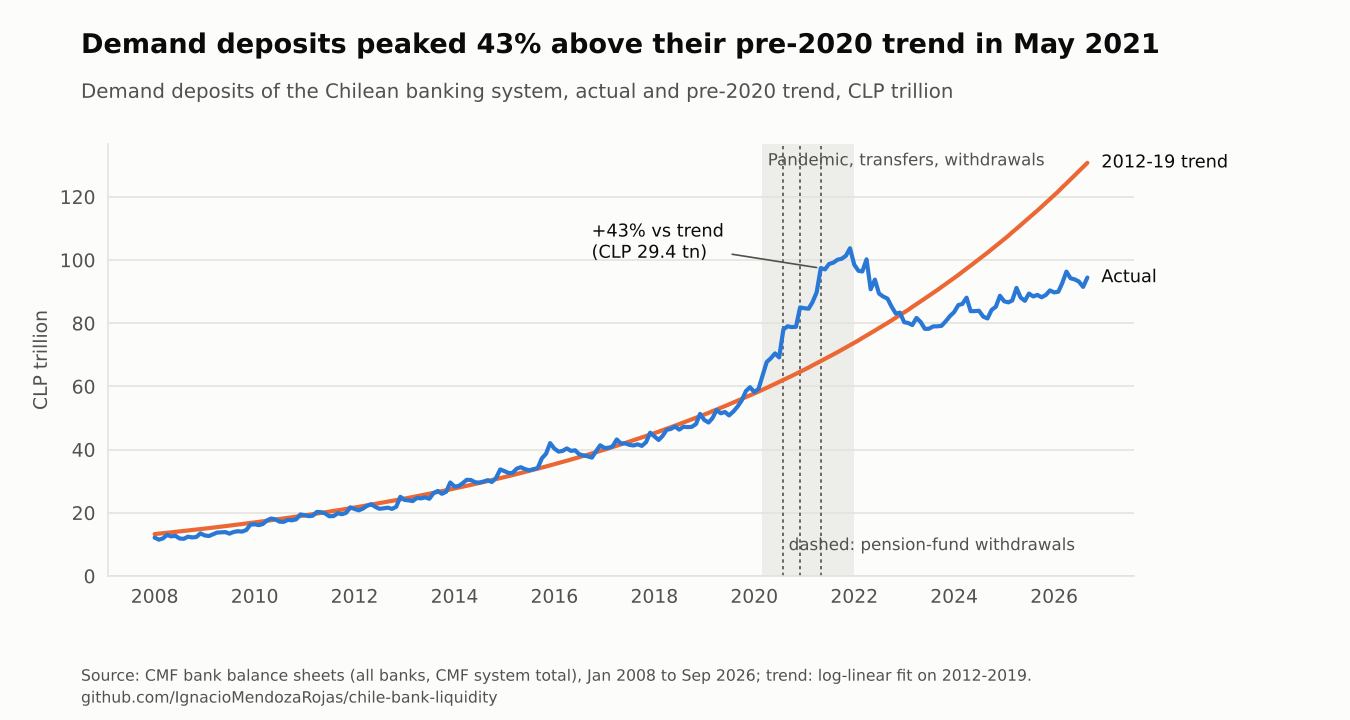 Demand deposits peaked 43% above their pre-2020 trend in May 2021
Demand deposits of the Chilean banking system, actual and pre-2020 trend, CLP trillion
Pandemic, transfers, withdrawals
2012-19 trend
+43% vs trend
(CLP 29.4 tn)
Actual
CLP trillion
120
100
80
60
40
20
0
dashed: pension-fund withdrawals
2008 2010 2012 2014 2016 2018 2020 2022 2024 2026
Source: CMF bank balance sheets (all banks, CMF system total), Jan 2008 to Sep 2026; trend: log-linear fit on 2012-2019.
github.com/IgnacioMendozaRojas/chile-bank-liquidity